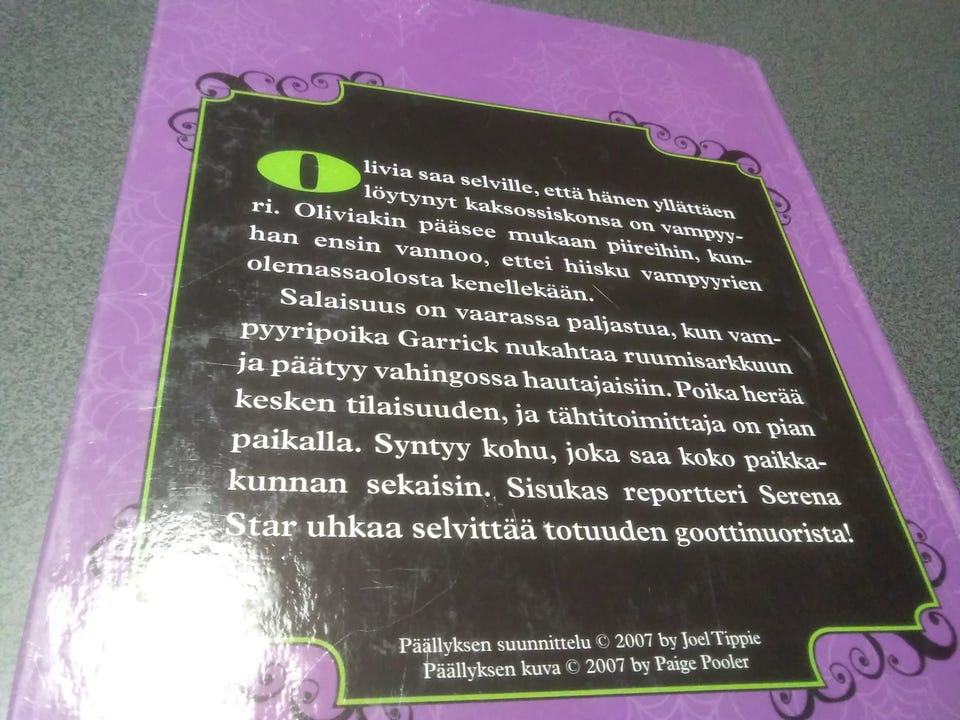 Olivia saa selville, että hänen yllättäen
löytynyt kaksossiskonsa on vampyy-
ri. Oliviakin pääsee mukaan piireihin, kun-
han ensin vannoo, ettei hiisku vampyyrien
olemassaolosta kenellekään.
Salaisuus on vaarassa paljastua, kun vam-
pyyripoika Garrick nukahtaa ruumisarkkuun
ja päätyy vahingossa hautajaisiin. Poika herää
kesken tilaisuuden, ja tähtitoimittaja on pian
paikalla. Syntyy kohu, joka saa koko paikka-
kunnan sekaisin. Sisukas reportteri Serena
Star uhkaa selvittää totuuden goottinuorista!
Päällyksen suunnittelu © 2007 by Joel Tippie
Päällyksen kuva © 2007 by Paige Pooler